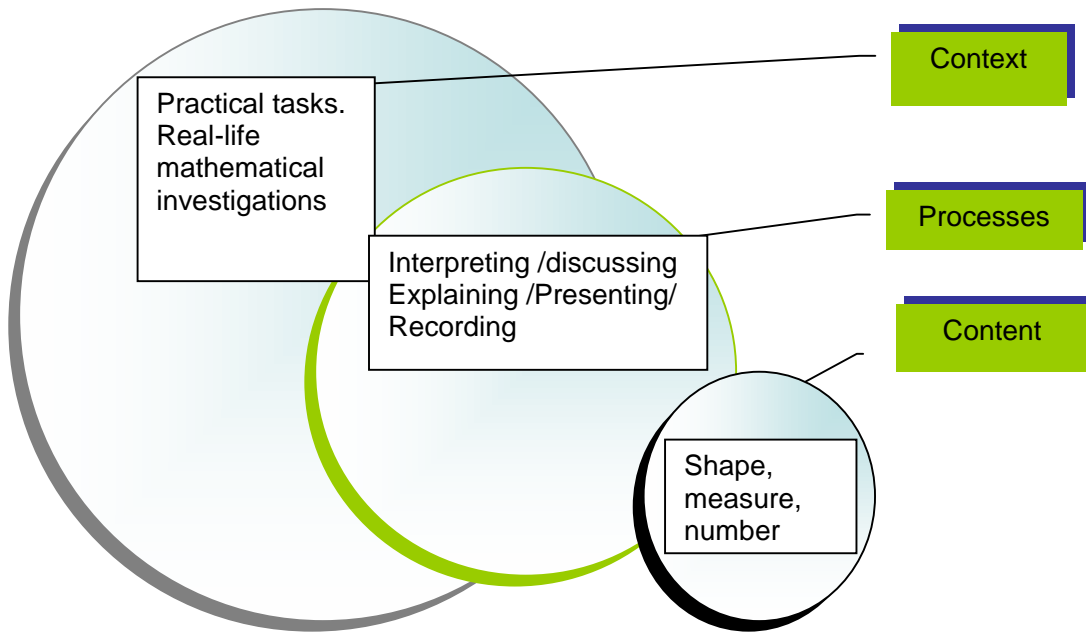 Context
Practical tasks.
Real-life
mathematical
investigations
Processes
Interpreting /discussing
Explaining /Presenting/
Recording
Content
Shape,
measure,
number